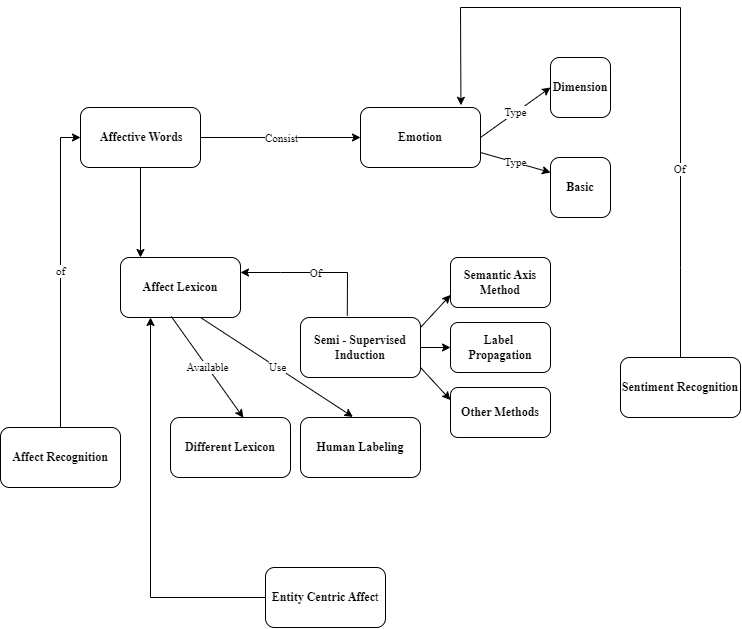 Dimension
Type
Affective Words
Consist
Emotion
Type
Basic
Of
of
Affect Lexicon
Of
Semantic Axis
Method
Semi - Supervised
Induction
Label
Propagation
Available
Use
Sentiment Recognition
Other Methods
Affect Recognition
Different Lexicon
Human Labeling
Entity Centric Affect